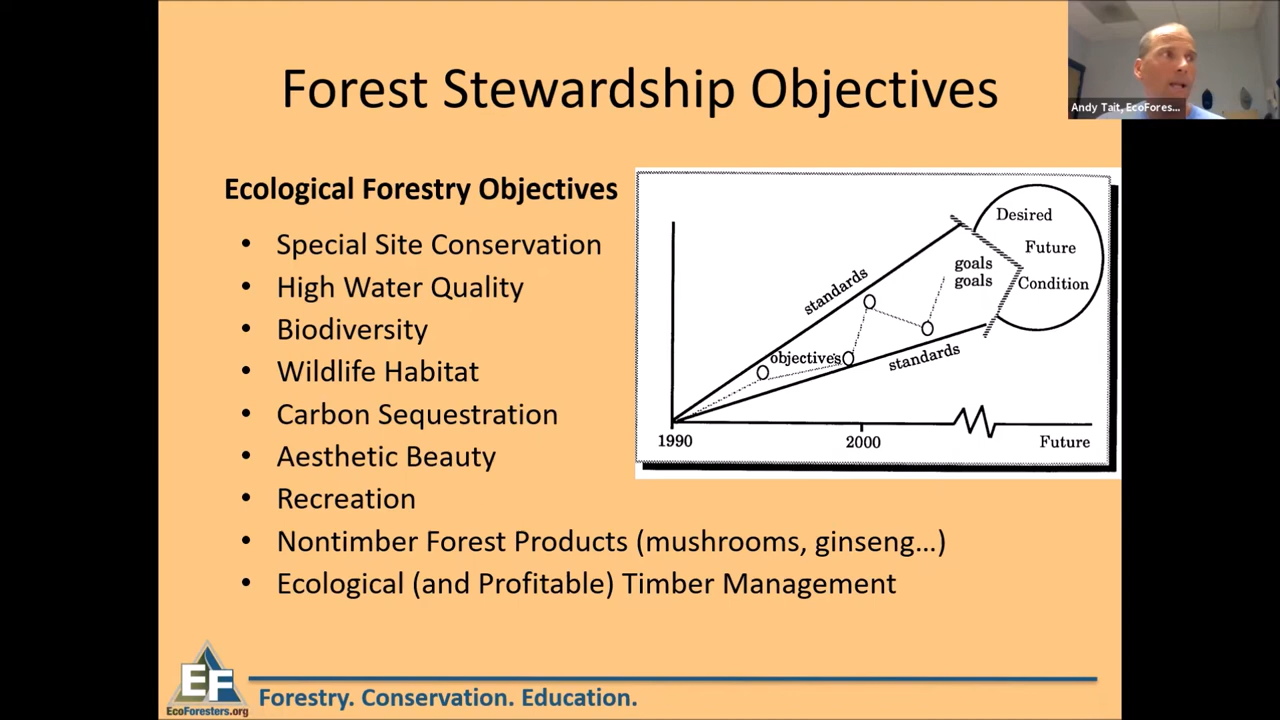 Forest Stewardship Objectives
Andy Tait, EcoFores...
Ecological Forestry Objectives
• Special Site Conservation
• High Water Quality
• Biodiversity
• Wildlife Habitat
• Carbon Sequestration
• Aesthetic Beauty
• Recreation
• Nontimber Forest Products (mushrooms, ginseng...)
• Ecological (and Profitable) Timber Management
Desired
Future
Condition
goals
goals
standards
objectives
standards
1990
2000
Future
EF
EcoForesters.org
Forestry. Conservation. Education.